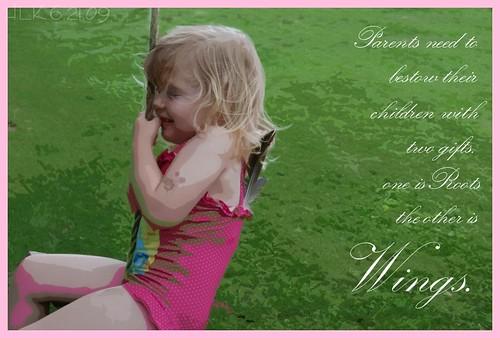 HLK 6.21.09
Parents need to
bestow their
children with
two gifts.
one is Roots
the other is
Wings.